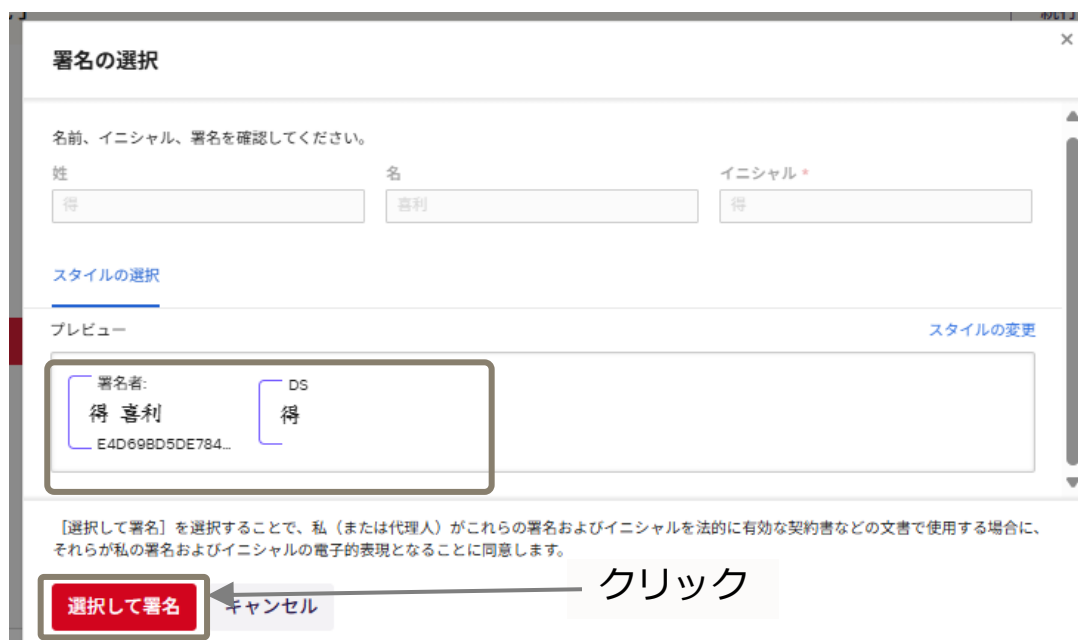 署名の選択
×
名前、イニシャル、署名を確認してください。
姓
名
イニシャル *
得
喜利
得
スタイルの選択
プレビュー
スタイルの変更
署名者:
DS
得 喜利
得
E4D69BD5DE784...
[選択して署名] を選択することで、私(または代理人)がこれらの署名およびイニシャルを法的に有効な契約書などの文書で使用する場合に、
それらが私の署名およびイニシャルの電子的表現となることに同意します。
クリック
選択して署名
キャンセル